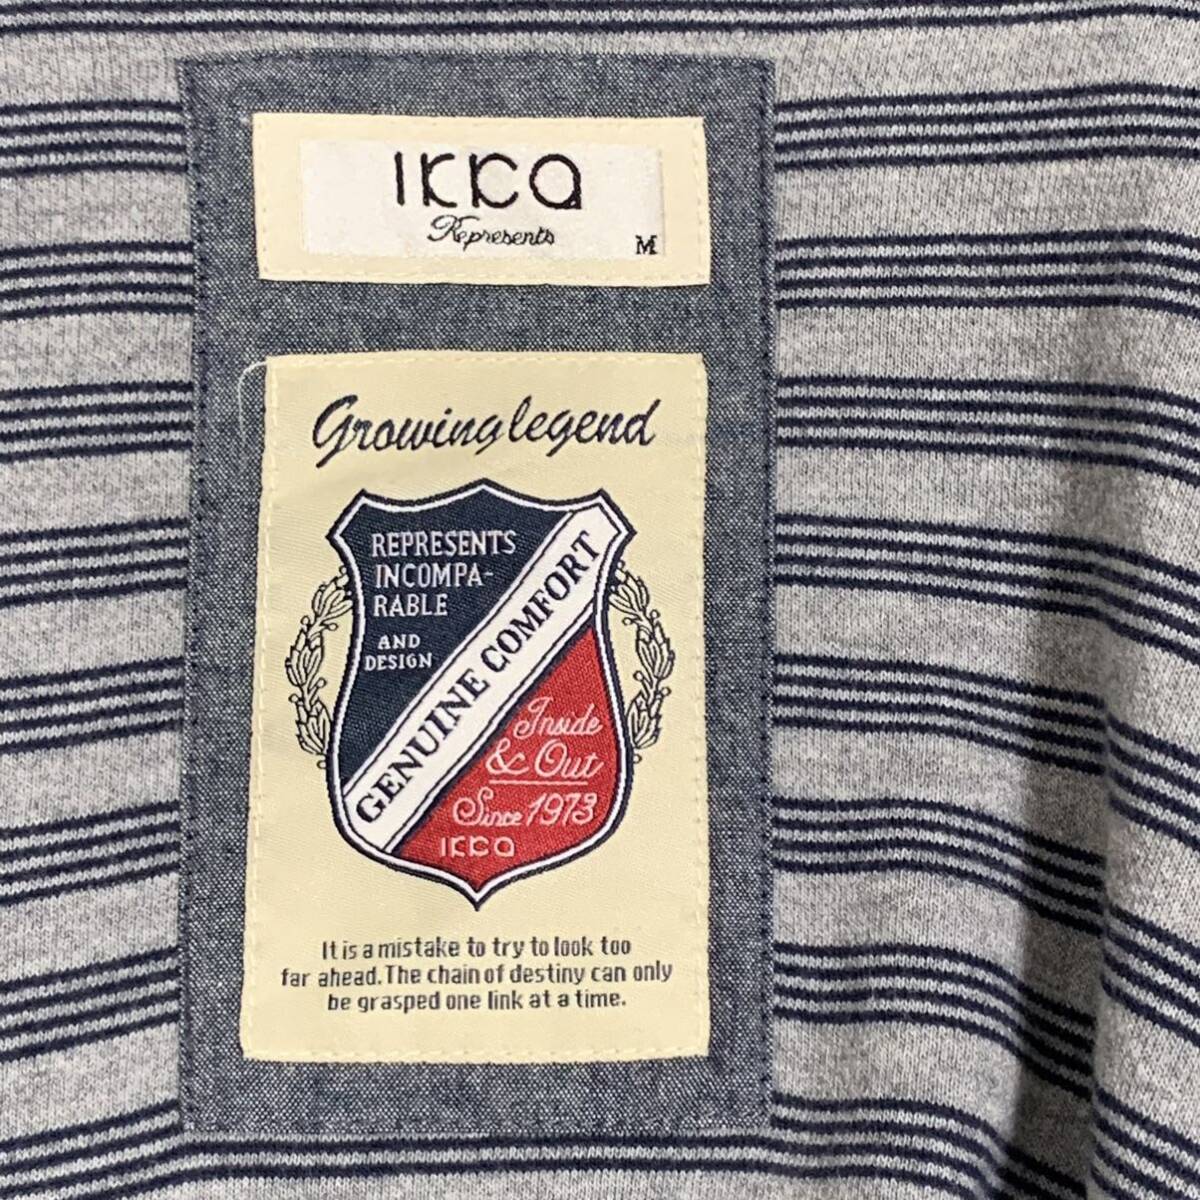 ikka
Represents
M
Growing legend
REPRESENTS
INCOMPA-
RABLE
AND
DESIGN
GENUINE COMFORT
Inside
& Out
Since 1973
ikka
It is a mistake to try to look too
far ahead. The chain of destiny can only
be grasped one link at a time.